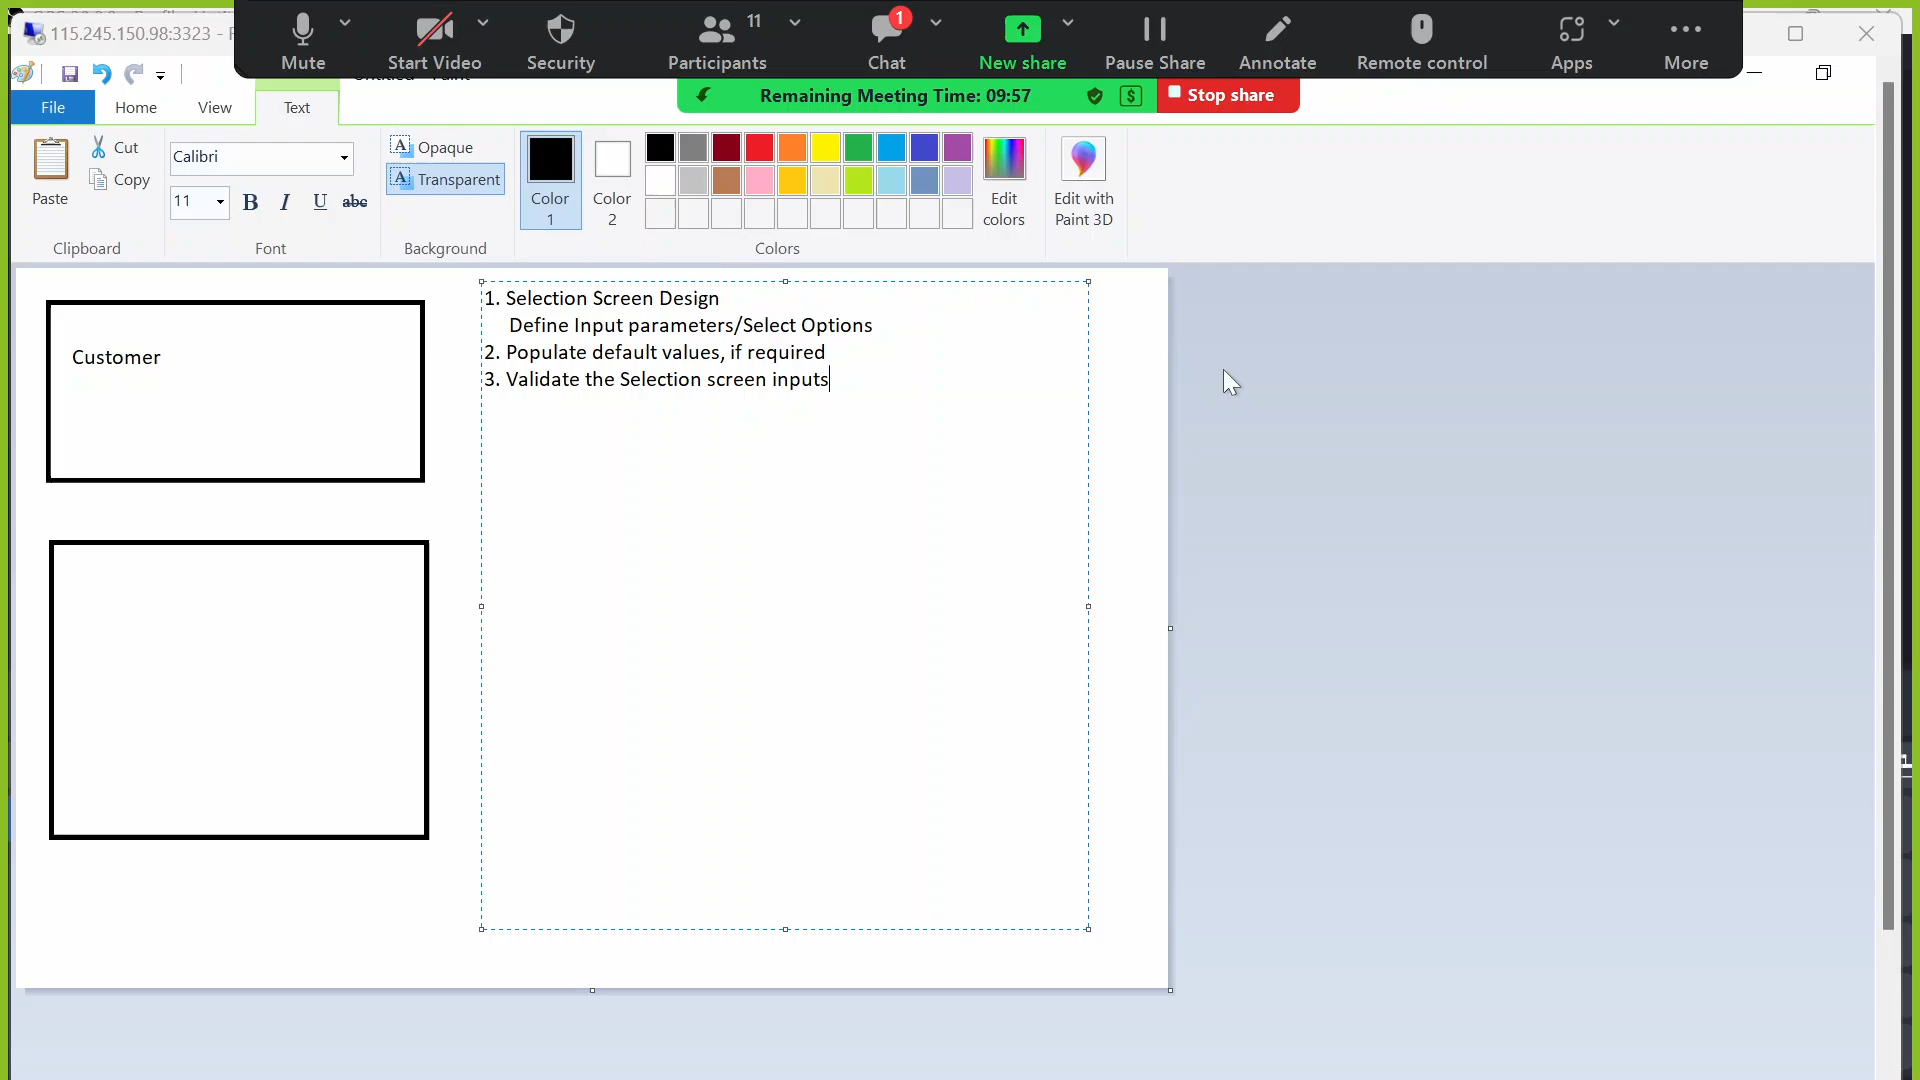 115.245.150.98:3323 - R
Mute
Start Video
Security
11
Participants
1
Chat
New share
Pause Share
Annotate
Remote control
Apps
More
Remaining Meeting Time: 09:57
Stop share
File
Home
View
Text
Paste
Cut
Copy
Clipboard
Calibri
11
B I U abc
Font
A Opaque
A Transparent
Background
Color 1
Color 2
Colors
Edit colors
Edit with Paint 3D
Customer
1. Selection Screen Design
Define Input parameters/Select Options
2. Populate default values, if required
3. Validate the Selection screen inputs